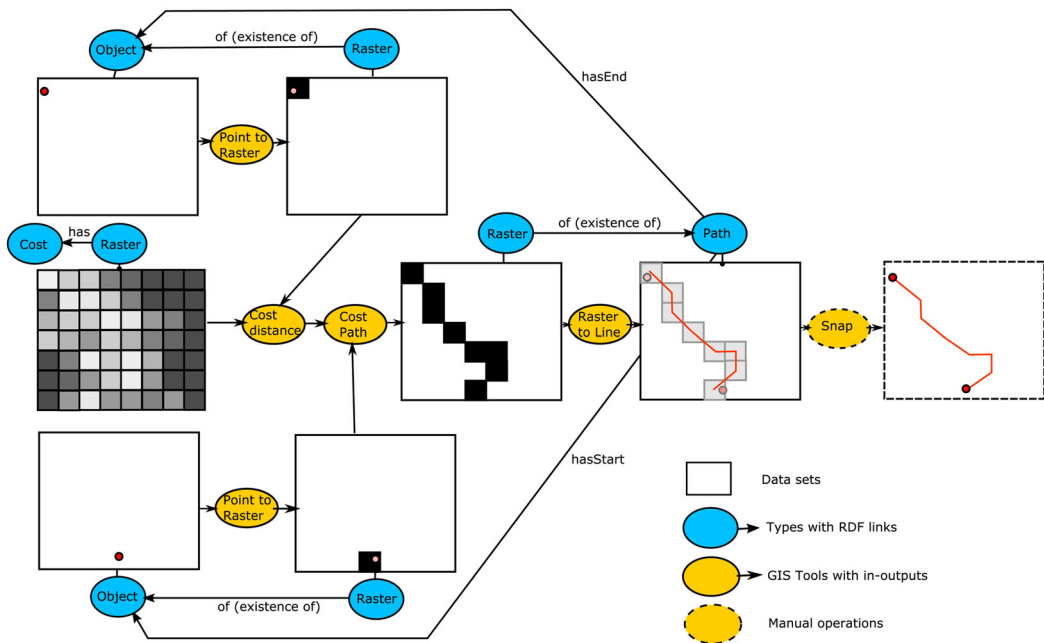 of (existence of)
Object
Raster
hasEnd
Point to
Raster
has
Cost
Raster
Raster
of (existence of)
Path
Cost
distance
Cost
Path
Raster
to Line
Snap
hasStart
Point to
Raster
Data sets
Types with RDF links
GIS Tools with in-outputs
Manual operations
Object
of (existence of)
Raster